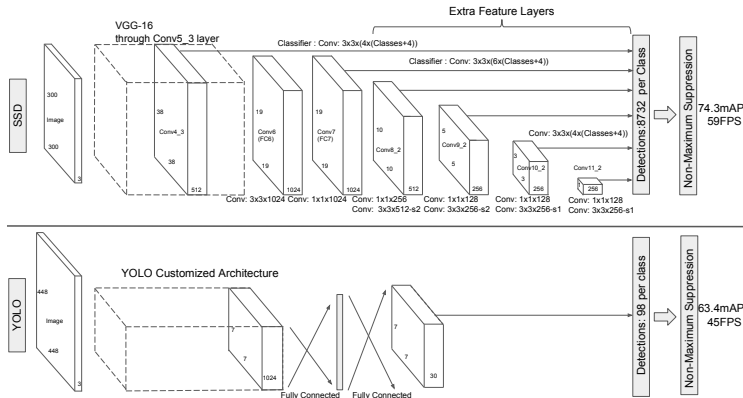 Extra Feature Layers
VGG-16
through Conv5_3 layer
Classifier : Conv: 3x3x(4x(Classes+4))
Classifier : Conv: 3x3x(6x(Classes+4))
SSD
300
Image
300
3
38
Conv4_3
38
512
19
Conv6
(FC6)
19
1024
19
Conv7
(FC7)
19
1024
10
Conv8_2
10
512
5
Conv9_2
5
256
Conv: 3x3x(4x(Classes+4))
3
Conv10_2
3
256
Conv11_2
1
256
Detections:8732 per Class
Non-Maximum Suppression
74.3mAP
59FPS
Conv: 3x3x1024
Conv: 1x1x1024
Conv: 1x1x256
Conv: 3x3x512-s2
Conv: 1x1x128
Conv: 3x3x256-s2
Conv: 1x1x128
Conv: 3x3x256-s1
Conv: 1x1x128
Conv: 3x3x256-s1
YOLO
448
Image
448
3
YOLO Customized Architecture
7
7
1024
Fully Connected
Fully Connected
7
7
30
Detections: 98 per class
Non-Maximum Suppression
63.4mAP
45FPS